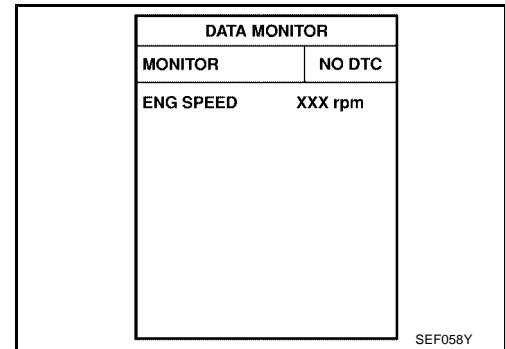 DATA MONITOR
MONITOR NO DTC
ENG SPEED XXX rpm
SEF058Y